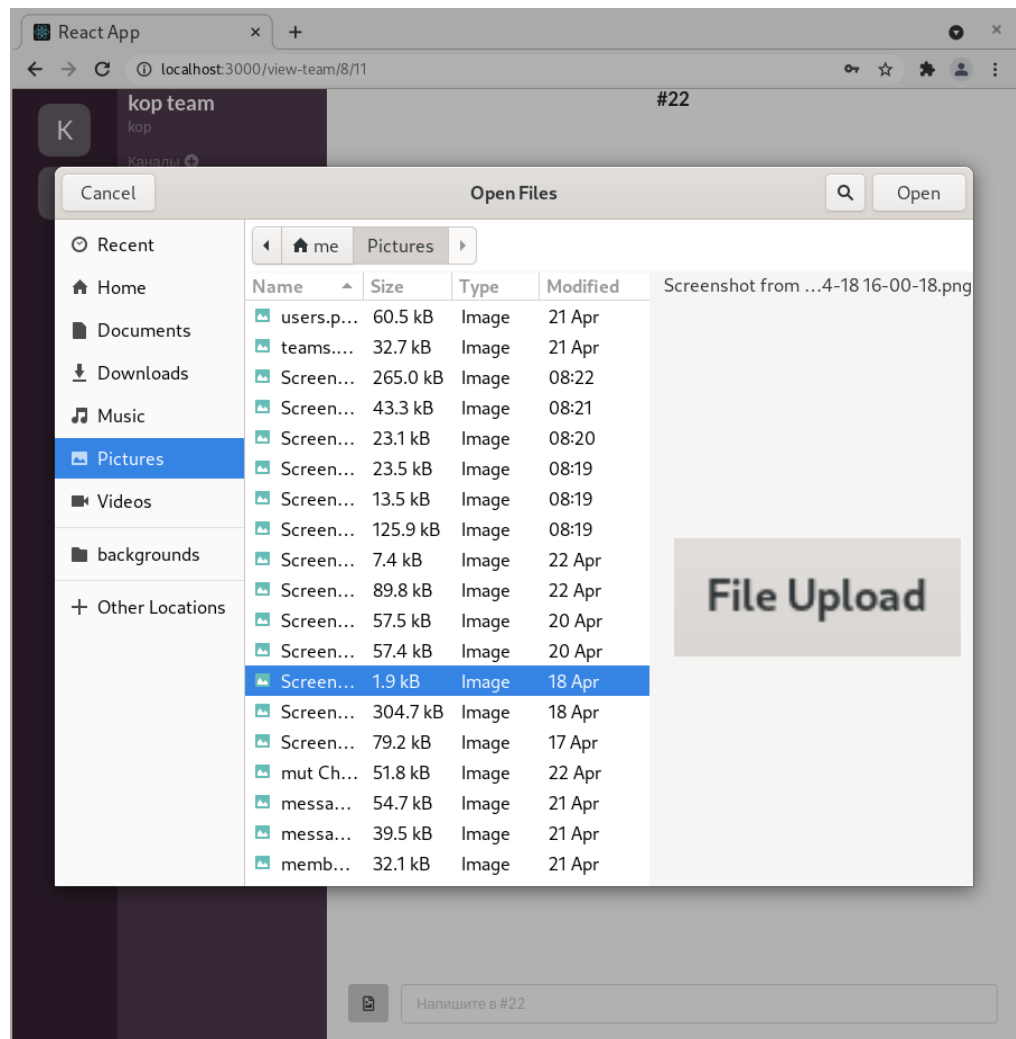 React App
localhost:3000/view-team/8/11
kop team
#22
K
kop
Каналы
Cancel
Open Files
Open
Recent
me
Pictures
Home
Name
Size
Type
Modified
Screenshot from ...4-18 16-00-18.png
Documents
Downloads
Music
Pictures
Videos
backgrounds
Other Locations
users.p... 60.5 kB Image 21 Apr
teams.... 32.7 kB Image 21 Apr
Screen... 265.0 kB Image 08:22
Screen... 43.3 kB Image 08:21
Screen... 23.1 kB Image 08:20
Screen... 23.5 kB Image 08:19
Screen... 13.5 kB Image 08:19
Screen... 125.9 kB Image 08:19
Screen... 7.4 kB Image 22 Apr
Screen... 89.8 kB Image 22 Apr
Screen... 57.5 kB Image 20 Apr
Screen... 57.4 kB Image 20 Apr
Screen... 1.9 kB Image 18 Apr
Screen... 304.7 kB Image 18 Apr
Screen... 79.2 kB Image 17 Apr
mut Ch... 51.8 kB Image 22 Apr
messa... 54.7 kB Image 21 Apr
messa... 39.5 kB Image 21 Apr
memb... 32.1 kB Image 21 Apr
File Upload
Напишите в #22